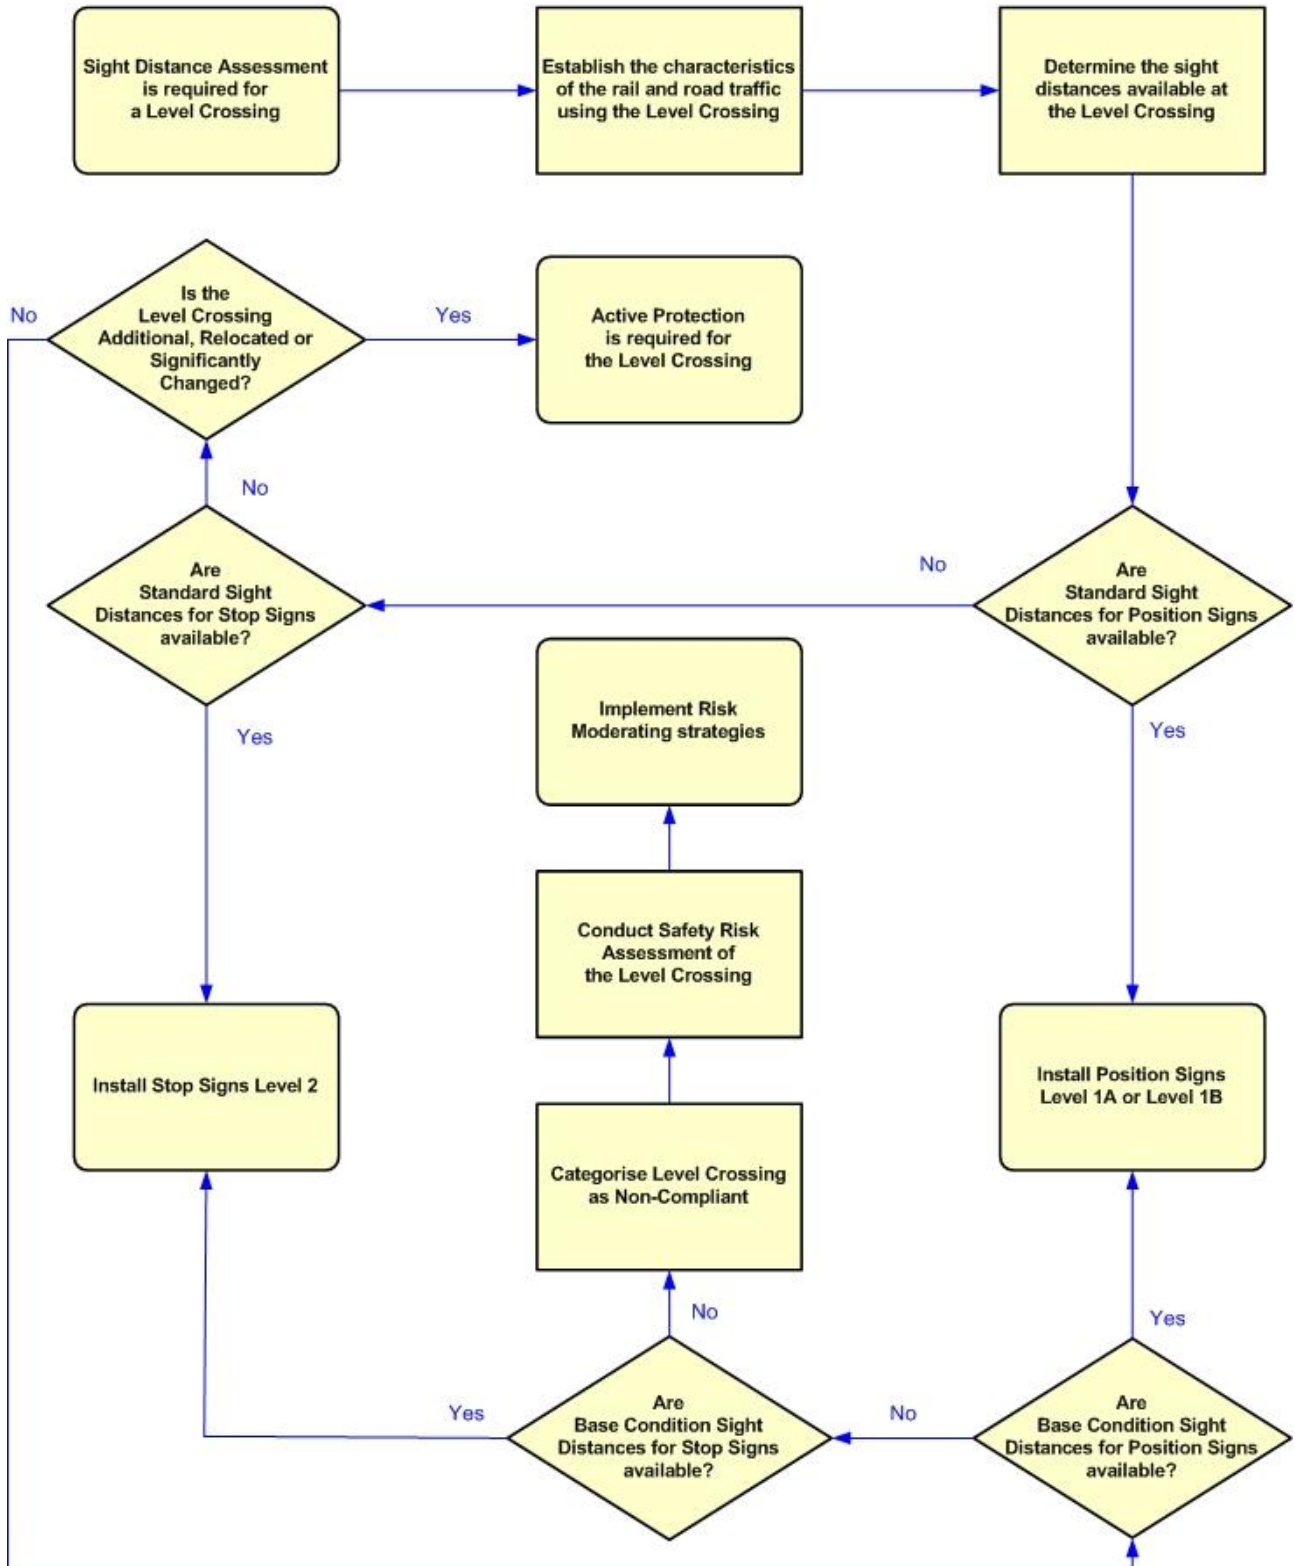 Sight Distance Assessment
is required for
a Level Crossing
Establish the characteristics
of the rail and road traffic
using the Level Crossing
Determine the sight
distances available at
the Level Crossing
Is the
Level Crossing
Additional, Relocated or
Significantly
Changed?
No
Yes
Active Protection
is required for
the Level Crossing
No
Are
Standard Sight
Distances for Stop Signs
available?
No
Are
Standard Sight
Distances for Position Signs
available?
Yes
Yes
Implement Risk
Moderating strategies
Conduct Safety Risk
Assessment of
the Level Crossing
Install Stop Signs Level 2
Install Position Signs
Level 1A or Level 1B
Categorise Level Crossing
as Non-Compliant
No
Yes
Yes
Are
Base Condition Sight
Distances for Stop Signs
available?
No
Are
Base Condition Sight
Distances for Position Signs
available?